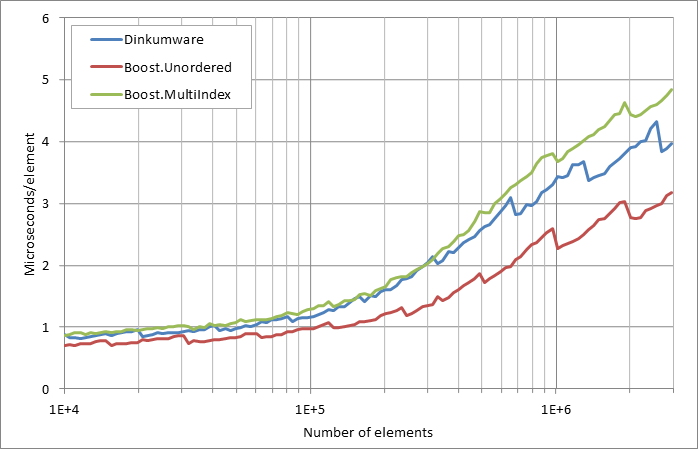 6
5
4
3
2
1
0
Microseconds/element
Dinkumware
Boost.Unordered
Boost.MultiIndex
1E+4 1E+5 1E+6
Number of elements